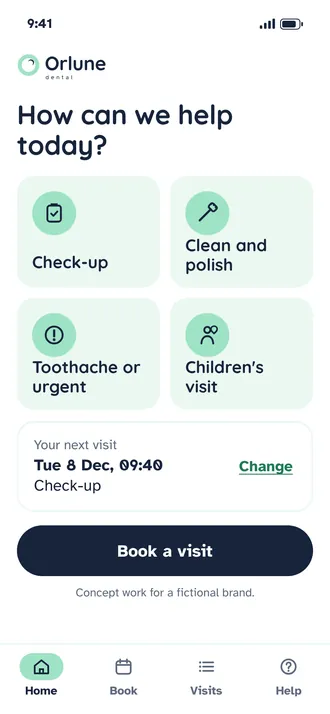 9:41
Orlune
dental
How can we help
today?
Check-up
Clean and
polish
Toothache or
urgent
Children's
visit
Your next visit
Tue 8 Dec, 09:40
Change
Check-up
Book a visit
Concept work for a fictional brand.
Home
Book
Visits
Help